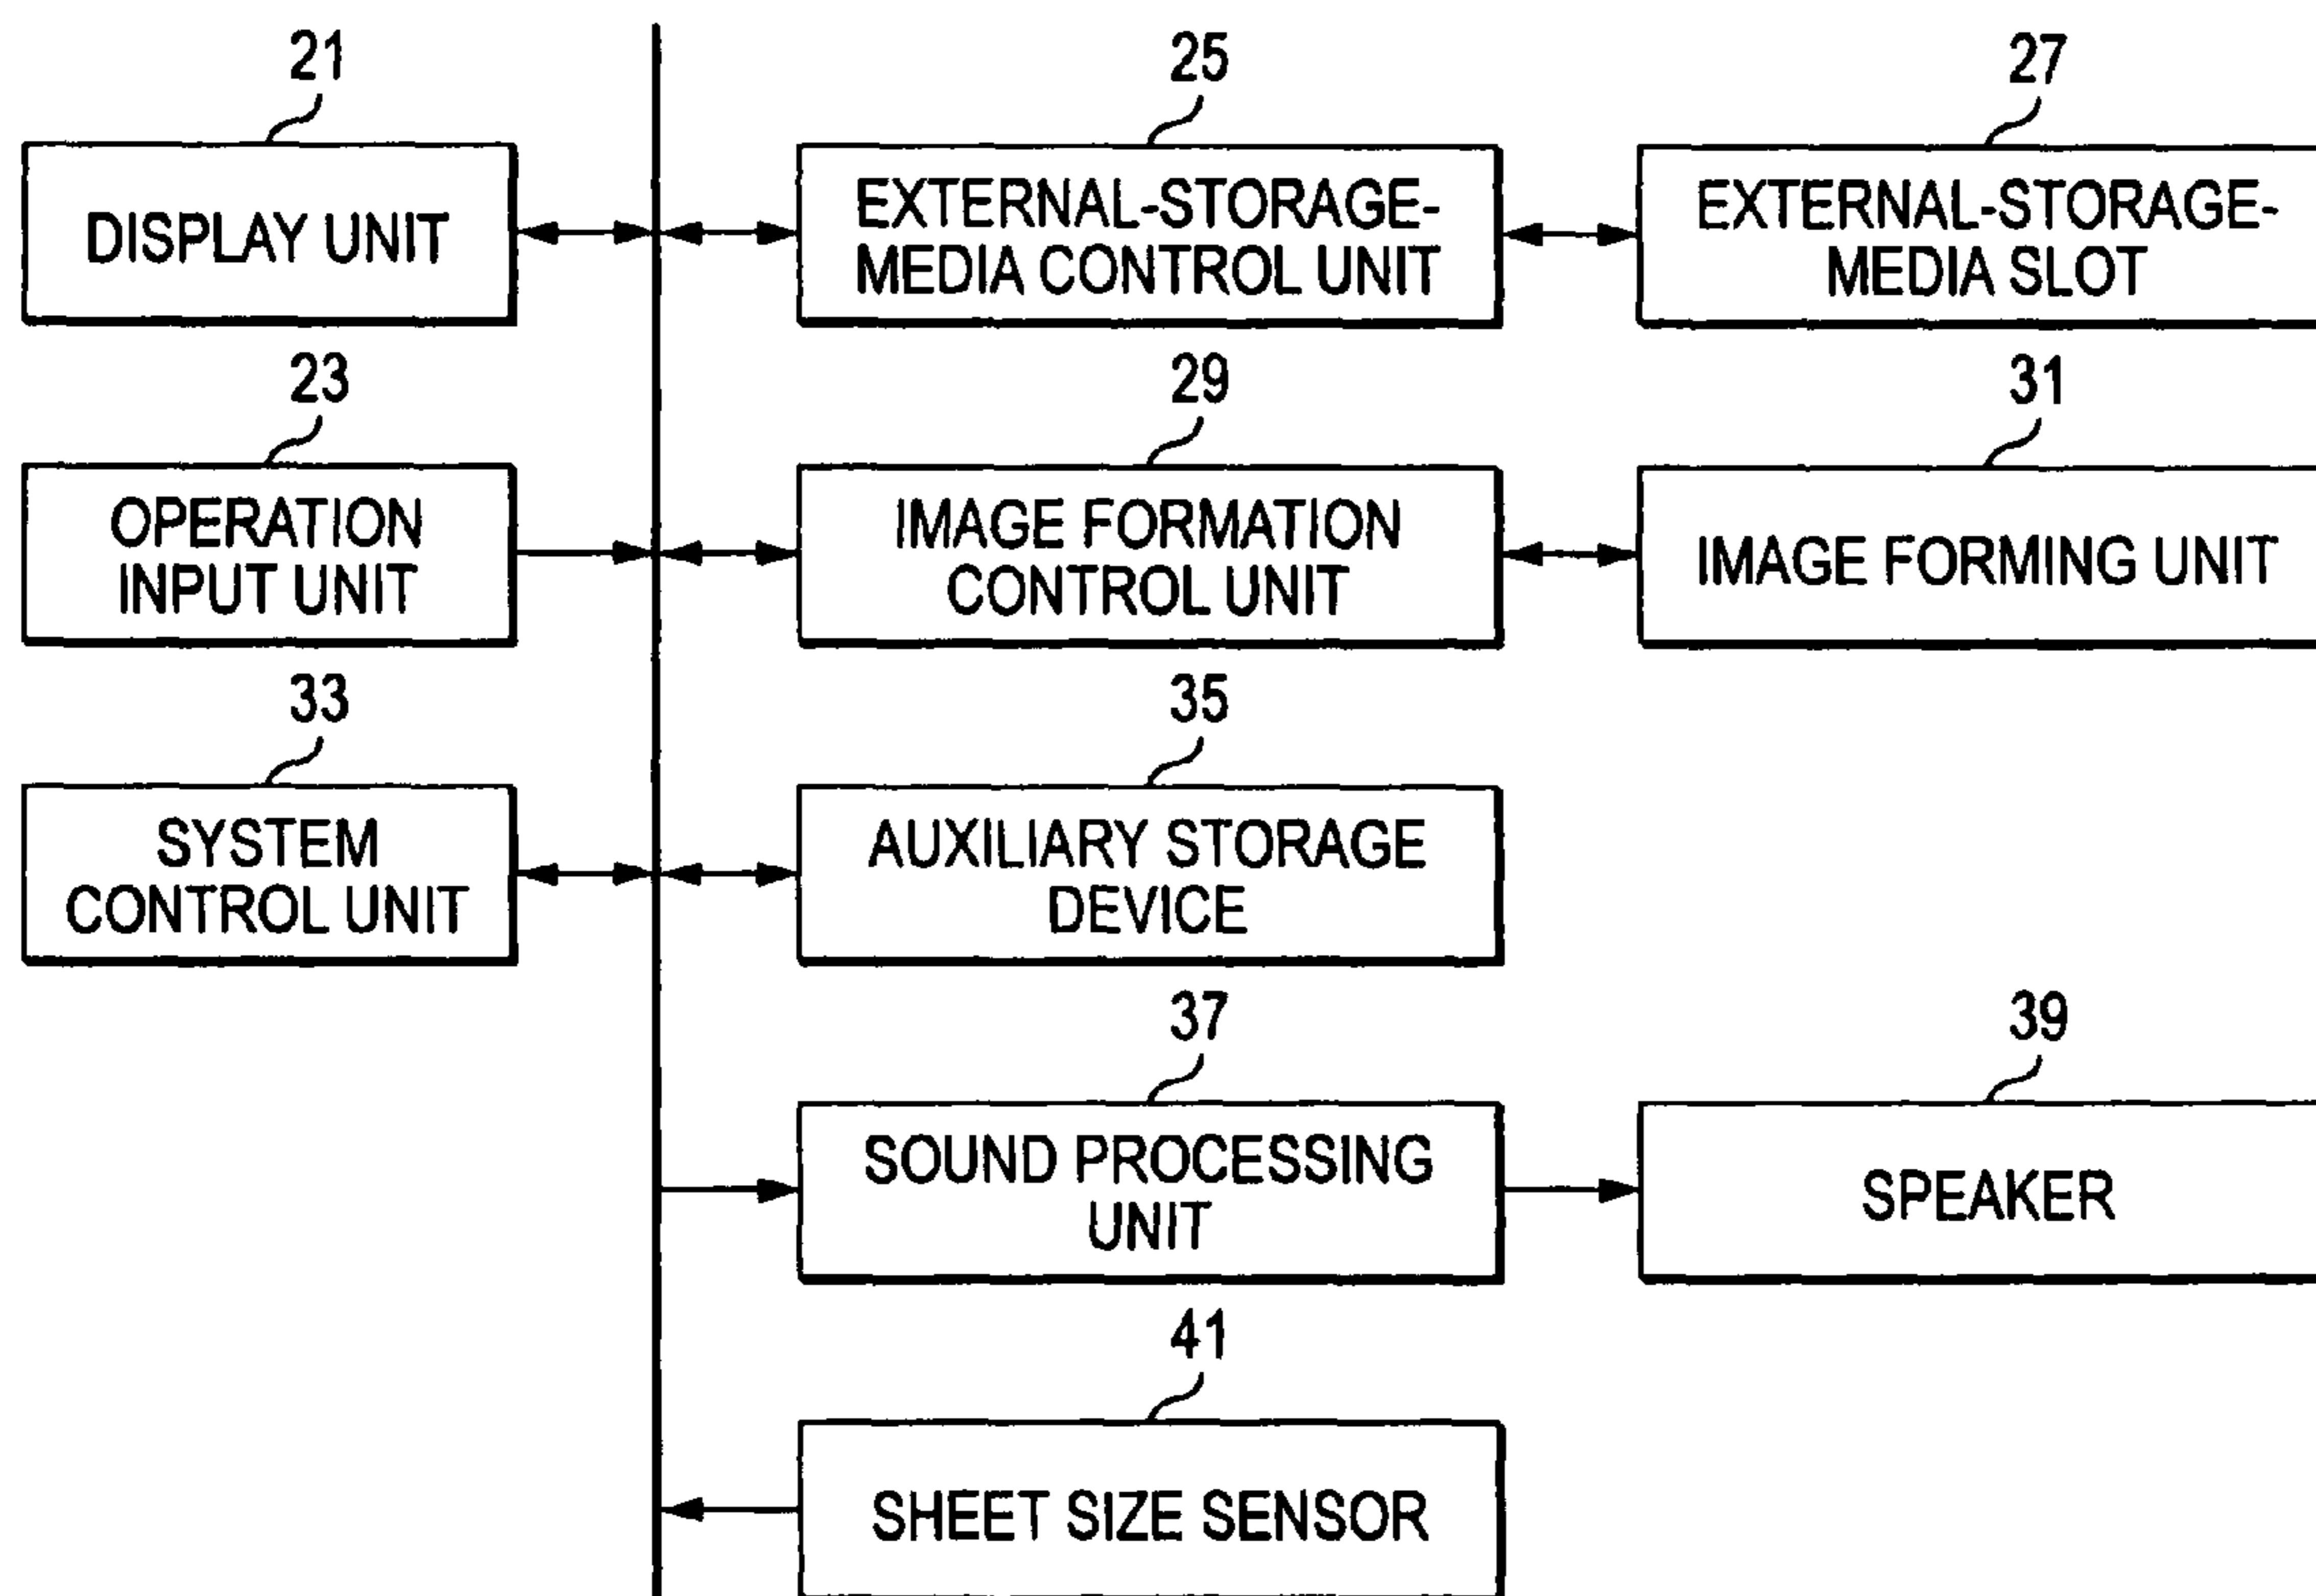 21
25
27
DISPLAY UNIT
EXTERNAL-STORAGE-
MEDIA CONTROL UNIT
EXTERNAL-STORAGE-
MEDIA SLOT
23
29
31
OPERATION
INPUT UNIT
IMAGE FORMATION
CONTROL UNIT
IMAGE FORMING UNIT
33
35
SYSTEM
CONTROL UNIT
AUXILIARY STORAGE
DEVICE
37
39
SOUND PROCESSING
UNIT
SPEAKER
41
SHEET SIZE SENSOR